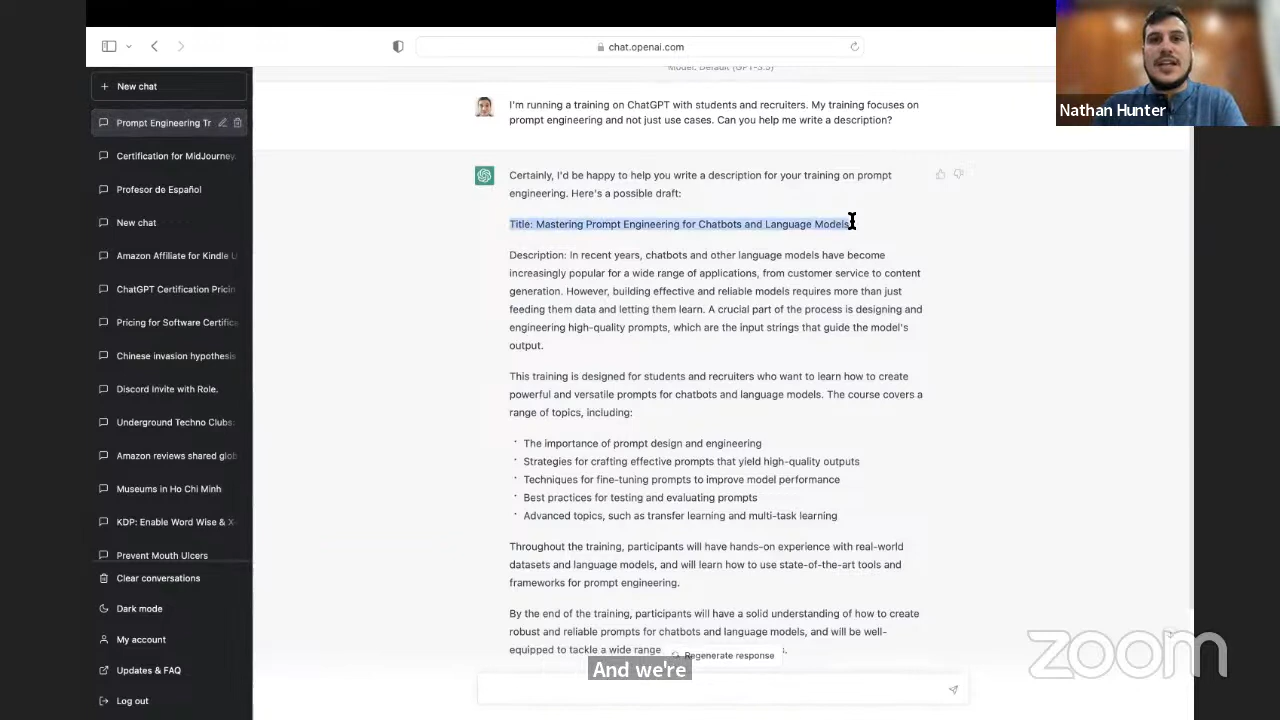 chat.openai.com
Nathan Hunter
New chat
Prompt Engineering Tr
Certification for MidJourney
Profesor de Español
New chat
Amazon Affiliate for Kindle U
ChatGPT Certification Pricin
Pricing for Software Certifica
Chinese invasion hypothesis
Discord Invite with Role.
Underground Techno Clubs:
Amazon reviews shared glob
Museums in Ho Chi Minh
KDP: Enable Word Wise & X-
Prevent Mouth Ulcers
Clear conversations
Dark mode
My account
Updates & FAQ
Log out
Model: Default (GPT-3.5)
I'm running a training on ChatGPT with students and recruiters. My training focuses on
prompt engineering and not just use cases. Can you help me write a description?
Certainly, I'd be happy to help you write a description for your training on prompt
engineering. Here's a possible draft:
Title: Mastering Prompt Engineering for Chatbots and Language Models
Description: In recent years, chatbots and other language models have become
increasingly popular for a wide range of applications, from customer service to content
generation. However, building effective and reliable models requires more than just
feeding them data and letting them learn. A crucial part of the process is designing and
engineering high-quality prompts, which are the input strings that guide the model's
output.
This training is designed for students and recruiters who want to learn how to create
powerful and versatile prompts for chatbots and language models. The course covers a
range of topics, including:
· The importance of prompt design and engineering
· Strategies for crafting effective prompts that yield high-quality outputs
· Techniques for fine-tuning prompts to improve model performance
· Best practices for testing and evaluating prompts
· Advanced topics, such as transfer learning and multi-task learning
Throughout the training, participants will have hands-on experience with real-world
datasets and language models, and will learn how to use state-of-the-art tools and
frameworks for prompt engineering.
By the end of the training, participants will have a solid understanding of how to create
robust and reliable prompts for chatbots and language models, and will be well-
equipped to tackle a wide range
Regenerate response
And we're
zoom